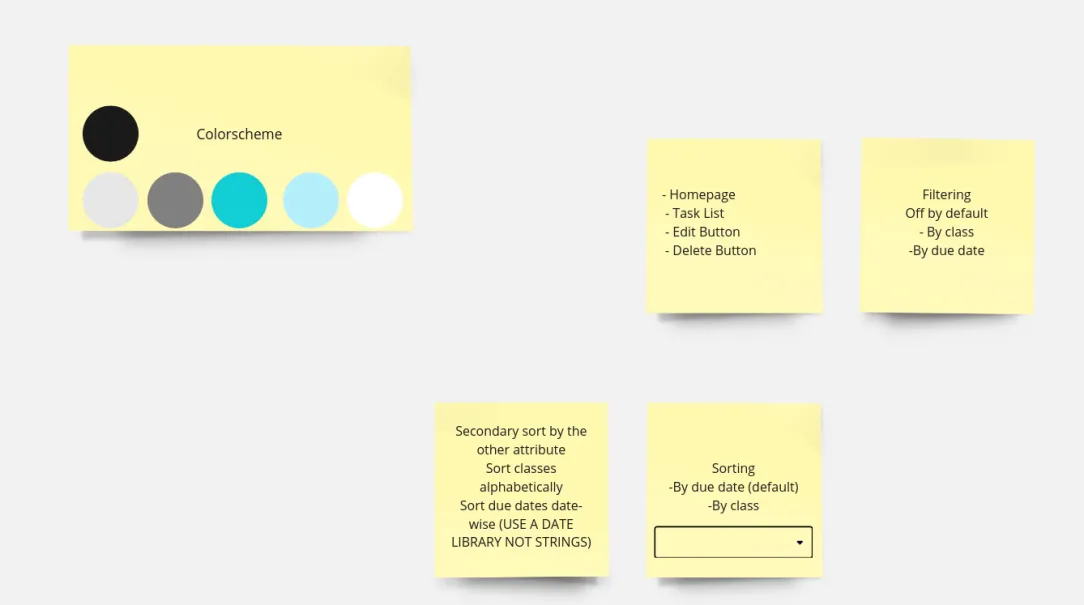 Colorscheme
- Homepage
- Task List
- Edit Button
- Delete Button
Filtering
Off by default
- By class
-By due date
Secondary sort by the
other attribute
Sort classes
alphabetically
Sort due dates date-
wise (USE A DATE
LIBRARY NOT STRINGS)
Sorting
-By due date (default)
-By class